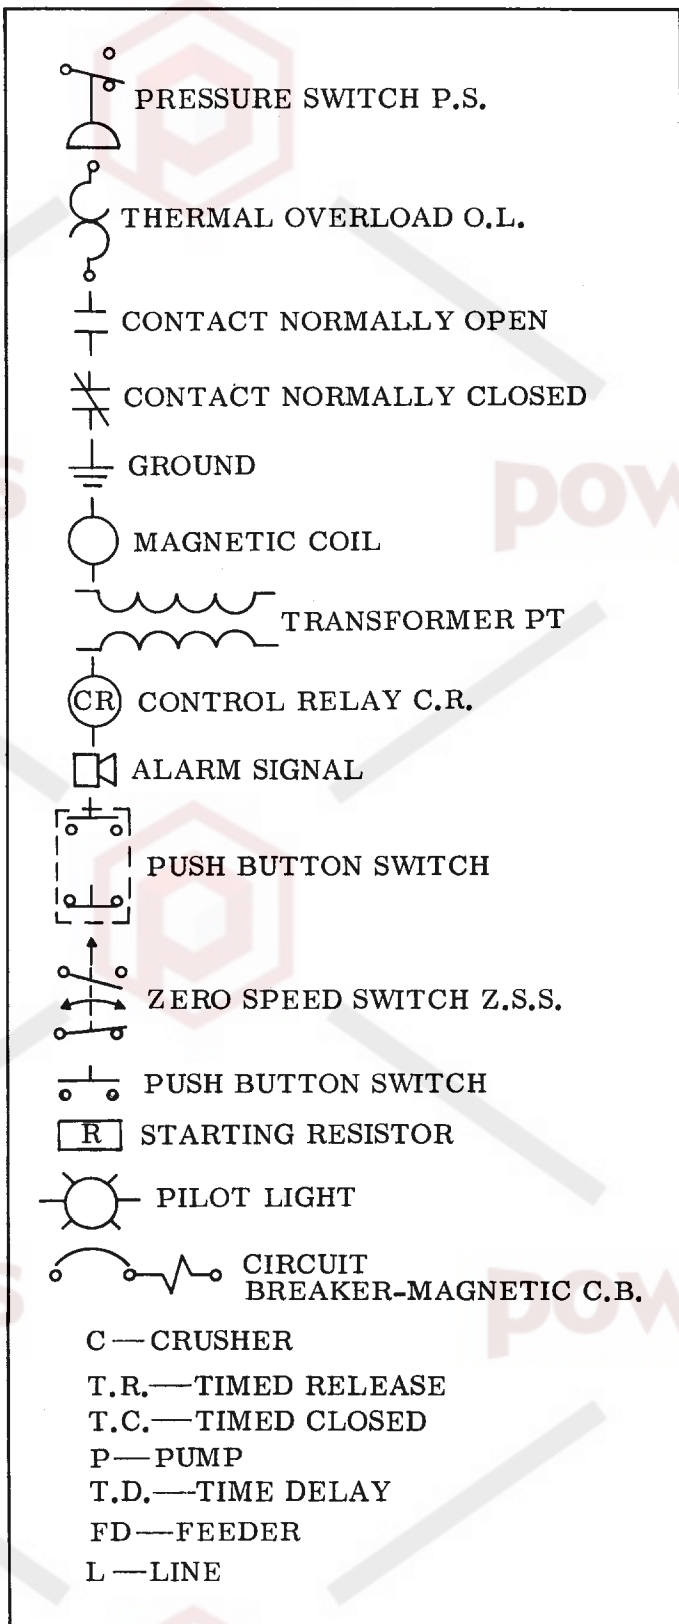 PRESSURE SWITCH P.S.
THERMAL OVERLOAD O.L.
CONTACT NORMALLY OPEN
CONTACT NORMALLY CLOSED
GROUND
MAGNETIC COIL
TRANSFORMER PT
CR CONTROL RELAY C.R.
ALARM SIGNAL
PUSH BUTTON SWITCH
ZERO SPEED SWITCH Z.S.S.
PUSH BUTTON SWITCH
R STARTING RESISTOR
PILOT LIGHT
CIRCUIT
BREAKER-MAGNETIC C.B.
C—CRUSHER
T.R.—TIMED RELEASE
T.C.—TIMED CLOSED
P—PUMP
T.D.—TIME DELAY
FD—FEEDER
L—LINE